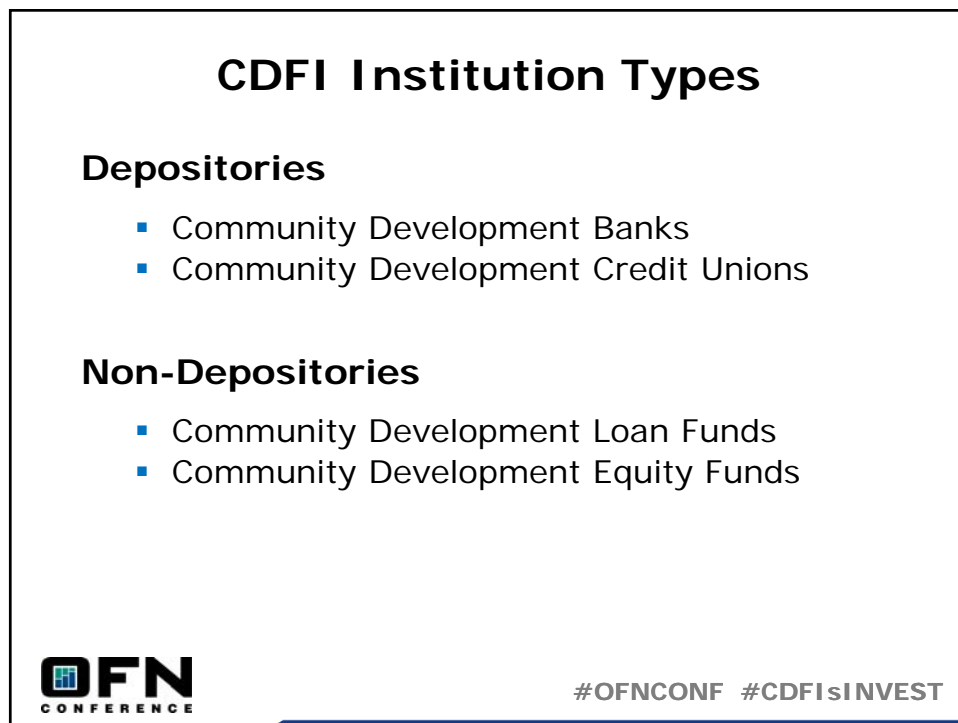 CDFI Institution Types
Depositories
▪ Community Development Banks
▪ Community Development Credit Unions
Non-Depositories
▪ Community Development Loan Funds
▪ Community Development Equity Funds
OFN
CONFERENCE
#OFNCONF #CDFIsINVEST